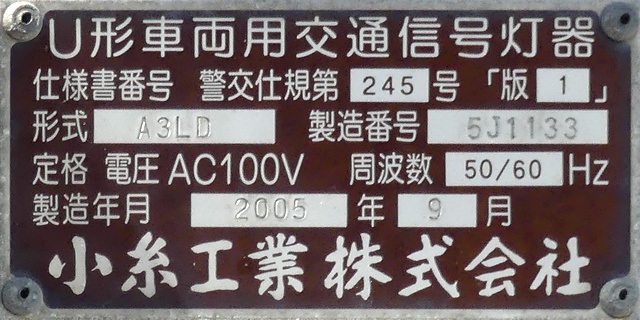 U形車両用交通信号灯器
仕様書番号 警交仕規第 245 号 「版 1 」
形式 A3LD 製造番号 5J1133
定格 電圧 AC100V 周波数 50/60 Hz
製造年月 2005 年 9 月
小糸工業株式会社